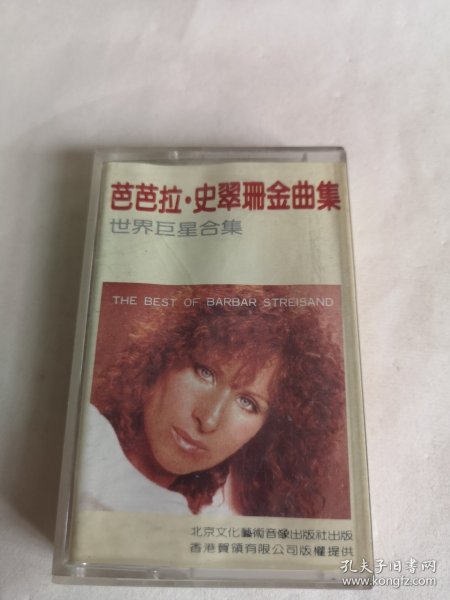 芭芭拉·史翠珊金曲集
世界巨星合集
THE BEST OF BARBAR STREISAND
北京文化藝術音像出版社出版
香港賀領有限公司版權提供
孔夫子旧书网
www.kongfz.com